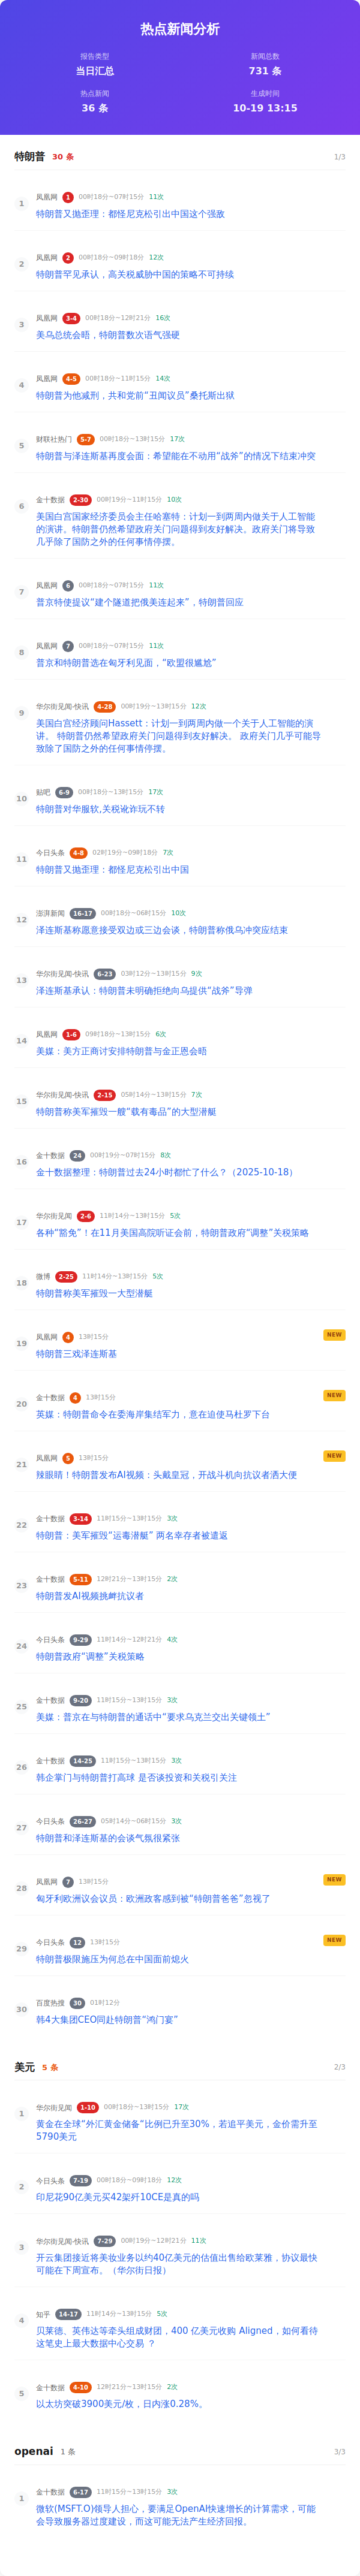 热点新闻分析
报告类型
新闻总数
当日汇总
731 条
热点新闻
生成时间
36 条
10-19 13:15
特朗普 30 条 1/3
1
凤凰网 1 00时18分~07时15分 11次
特朗普又抛歪理：都怪尼克松引出中国这个强敌
2
凤凰网 2 00时18分~09时18分 12次
特朗普罕见承认，高关税威胁中国的策略不可持续
3
凤凰网 3-4 00时18分~12时21分 16次
美乌总统会晤，特朗普数次语气强硬
4
凤凰网 4-5 00时18分~11时15分 14次
特朗普为他减刑，共和党前“丑闻议员”桑托斯出狱
5
财联社热门 5-7 00时18分~13时15分 17次
特朗普与泽连斯基再度会面：希望能在不动用“战斧”的情况下结束冲突
6
金十数据 2-30 00时19分~11时15分 10次
美国白宫国家经济委员会主任哈塞特：计划一到两周内做关于人工智能
的演讲。特朗普仍然希望政府关门问题得到友好解决。政府关门将导致
几乎除了国防之外的任何事情停摆。
7
凤凰网 6 00时18分~07时15分 11次
普京特使提议“建个隧道把俄美连起来”，特朗普回应
8
凤凰网 7 00时18分~07时15分 11次
普京和特朗普选在匈牙利见面，“欧盟很尴尬”
9
华尔街见闻-快讯 4-28 00时19分~13时15分 12次
美国白宫经济顾问Hassett：计划一到两周内做一个关于人工智能的演
讲。 特朗普仍然希望政府关门问题得到友好解决。 政府关门几乎可能导
致除了国防之外的任何事情停摆。
10
贴吧 6-9 00时18分~13时15分 17次
特朗普对华服软,关税讹诈玩不转
11
今日头条 4-8 02时19分~09时18分 7次
特朗普又抛歪理：都怪尼克松引出中国
12
澎湃新闻 16-17 00时18分~06时15分 10次
泽连斯基称愿意接受双边或三边会谈，特朗普称俄乌冲突应结束
13
华尔街见闻-快讯 6-23 03时12分~13时15分 9次
泽连斯基承认：特朗普未明确拒绝向乌提供“战斧”导弹
14
凤凰网 1-6 09时18分~13时15分 6次
美媒：美方正商讨安排特朗普与金正恩会晤
15
华尔街见闻-快讯 2-15 05时14分~13时15分 7次
特朗普称美军摧毁一艘“载有毒品”的大型潜艇
16
金十数据 24 00时19分~07时15分 8次
金十数据整理：特朗普过去24小时都忙了什么？（2025-10-18）
17
华尔街见闻 2-6 11时14分~13时15分 5次
各种“豁免”！在11月美国高院听证会前，特朗普政府“调整”关税策略
18
微博 2-25 11时14分~13时15分 5次
特朗普称美军摧毁一大型潜艇
19
凤凰网 4 13时15分 NEW
特朗普三戏泽连斯基
20
金十数据 4 13时15分 NEW
英媒：特朗普命令在委海岸集结军力，意在迫使马杜罗下台
21
凤凰网 5 13时15分 NEW
辣眼睛！特朗普发布AI视频：头戴皇冠，开战斗机向抗议者洒大便
22
金十数据 3-14 11时15分~13时15分 3次
特朗普：美军摧毁“运毒潜艇” 两名幸存者被遣返
23
金十数据 5-11 12时21分~13时15分 2次
特朗普发AI视频挑衅抗议者
24
今日头条 9-29 11时14分~12时21分 4次
特朗普政府“调整”关税策略
25
金十数据 9-20 11时15分~13时15分 3次
美媒：普京在与特朗普的通话中“要求乌克兰交出关键领土”
26
金十数据 14-25 11时15分~13时15分 3次
韩企掌门与特朗普打高球 是否谈投资和关税引关注
27
今日头条 26-27 05时14分~06时15分 3次
特朗普和泽连斯基的会谈气氛很紧张
28
凤凰网 7 13时15分 NEW
匈牙利欧洲议会议员：欧洲政客感到被“特朗普爸爸”忽视了
29
今日头条 12 13时15分 NEW
特朗普极限施压为何总在中国面前熄火
30
百度热搜 30 01时12分
韩4大集团CEO同赴特朗普“鸿门宴”
美元 5 条 2/3
1
华尔街见闻 1-10 00时18分~13时15分 17次
黄金在全球“外汇黄金储备”比例已升至30%，若追平美元，金价需升至
5790美元
2
今日头条 7-19 00时18分~09时18分 12次
印尼花90亿美元买42架歼10CE是真的吗
3
华尔街见闻-快讯 7-29 00时19分~12时21分 11次
开云集团接近将美妆业务以约40亿美元的估值出售给欧莱雅，协议最快
可能在下周宣布。（华尔街日报）
4
知乎 14-17 11时14分~13时15分 5次
贝莱德、英伟达等牵头组成财团，400 亿美元收购 Aligned，如何看待
这笔史上最大数据中心交易 ？
5
金十数据 4-10 12时21分~13时15分 2次
以太坊突破3900美元/枚，日内涨0.28%。
openai 1 条 3/3
1
金十数据 6-17 11时15分~13时15分 3次
微软(MSFT.O)领导人担心，要满足OpenAI快速增长的计算需求，可能
会导致服务器过度建设，而这可能无法产生经济回报。